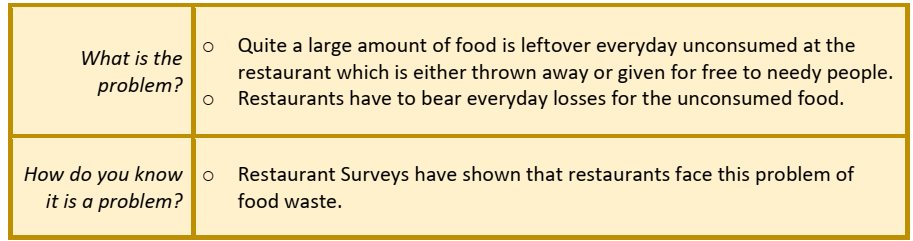 What is the problem?
○ Quite a large amount of food is leftover everyday unconsumed at the
restaurant which is either thrown away or given for free to needy people.
○ Restaurants have to bear everyday losses for the unconsumed food.
How do you know
it is a problem?
○ Restaurant Surveys have shown that restaurants face this problem of
food waste.